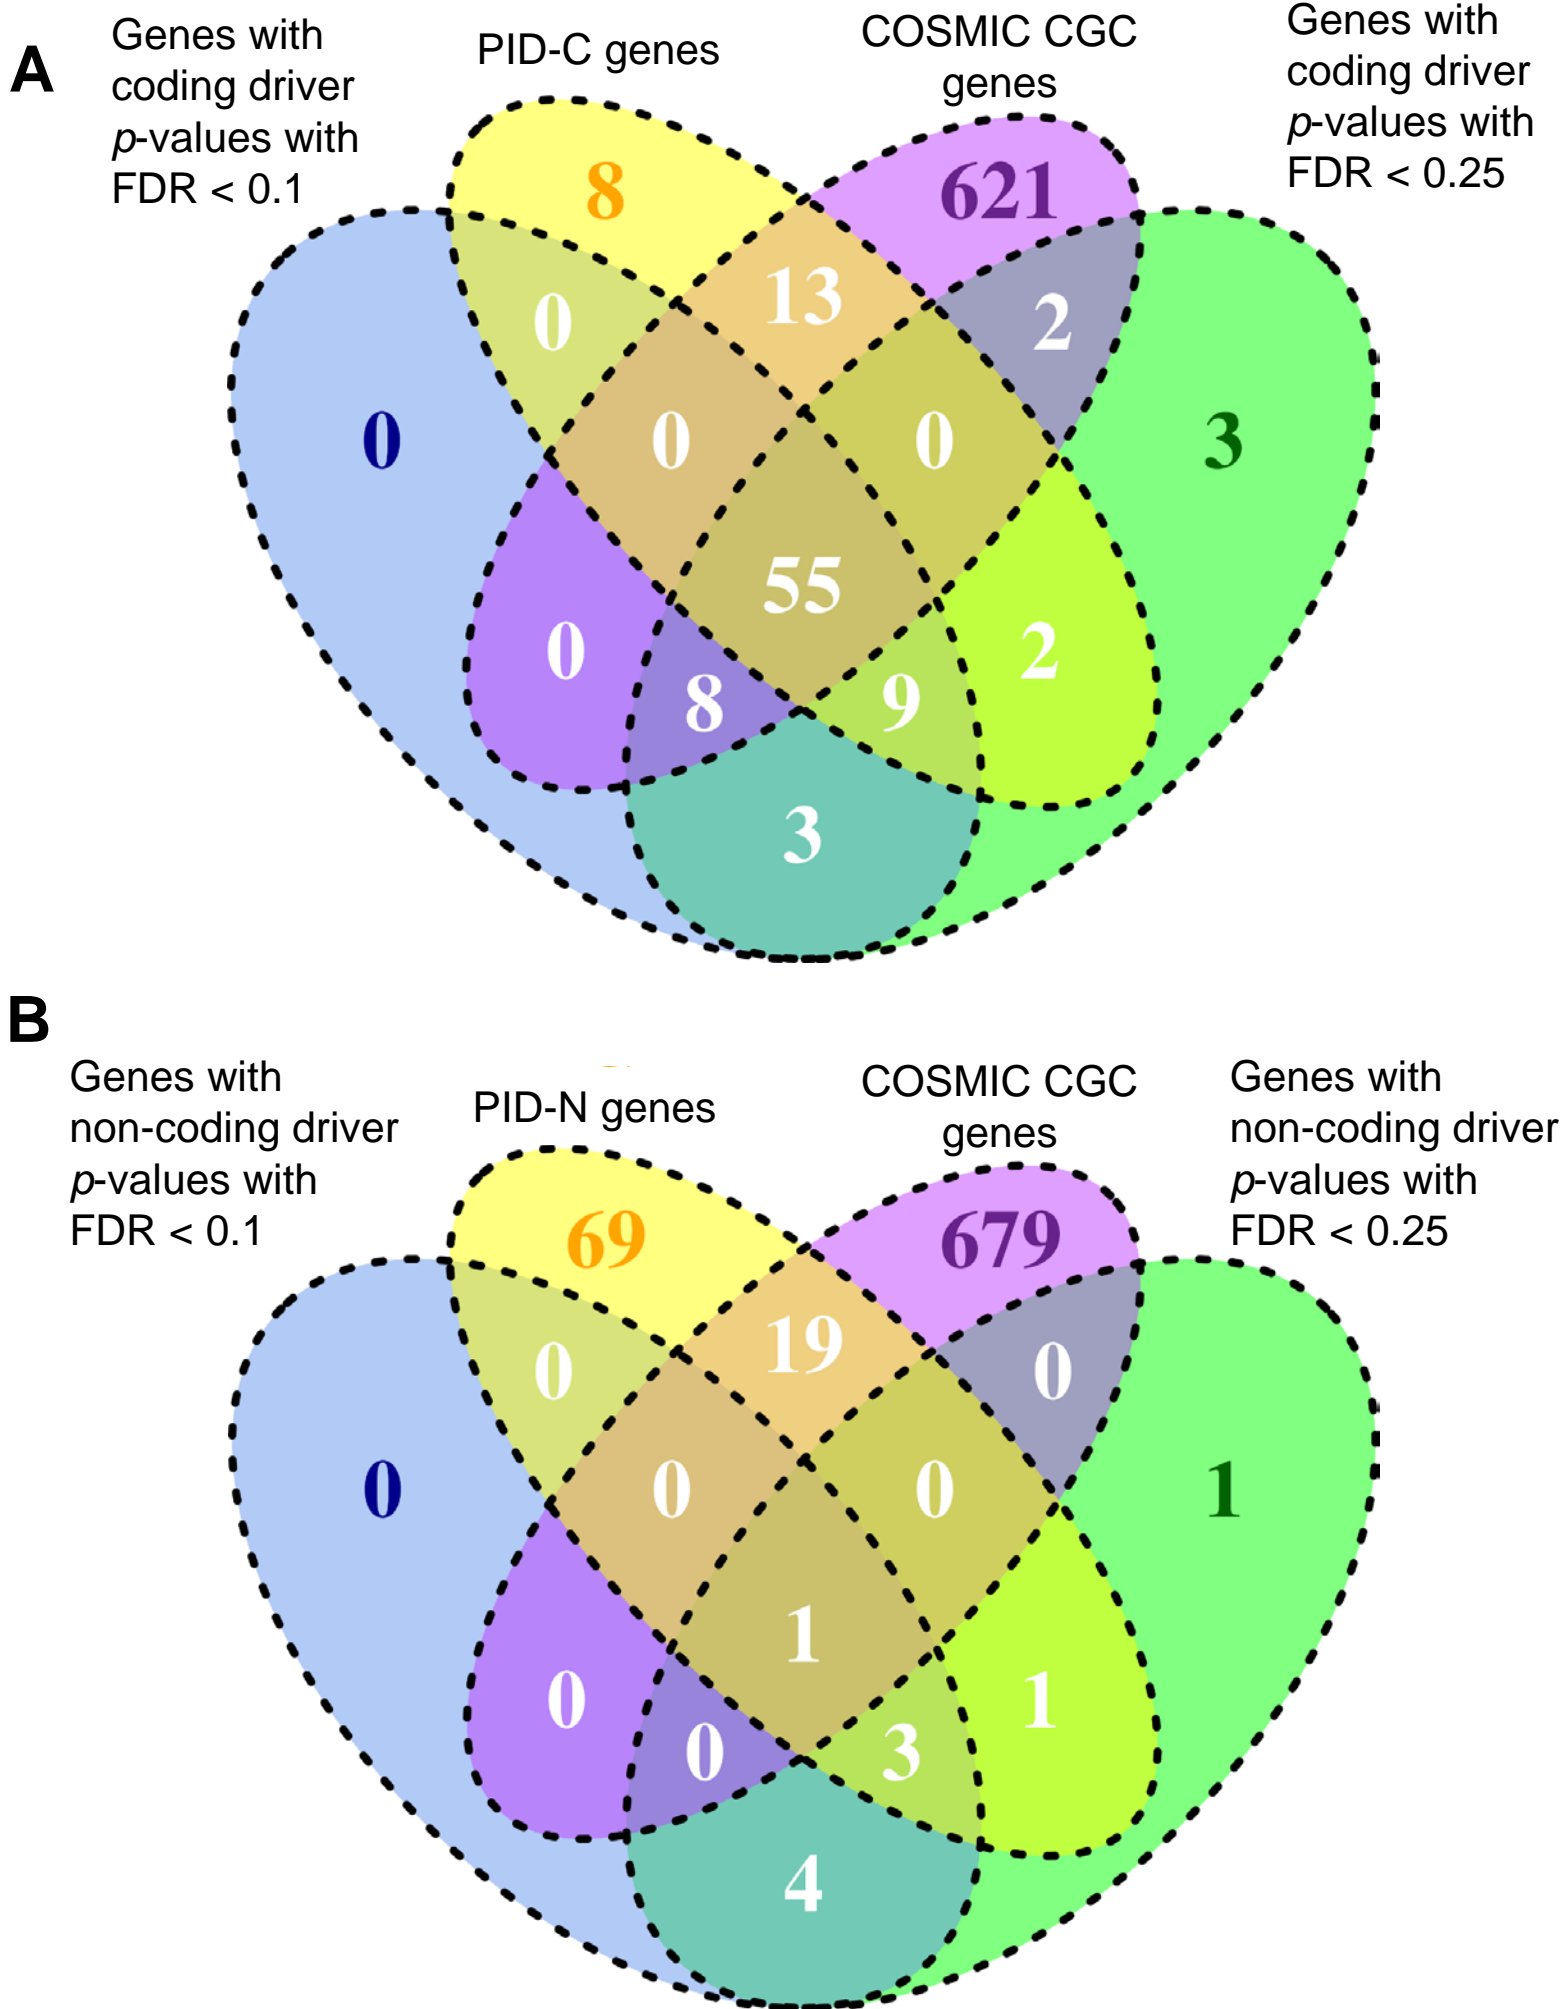 A
Genes with
coding driver
p-values with
FDR < 0.1
PID-C genes
COSMIC CGC
genes
Genes with
coding driver
p-values with
FDR < 0.25
8
621
13
0
2
0
0
0
3
55
0
2
8
9
3
B
Genes with
non-coding driver
p-values with
FDR < 0.1
PID-N genes
COSMIC CGC
genes
Genes with
non-coding driver
p-values with
FDR < 0.25
69
679
19
0
0
0
0
0
1
1
0
1
0
3
4